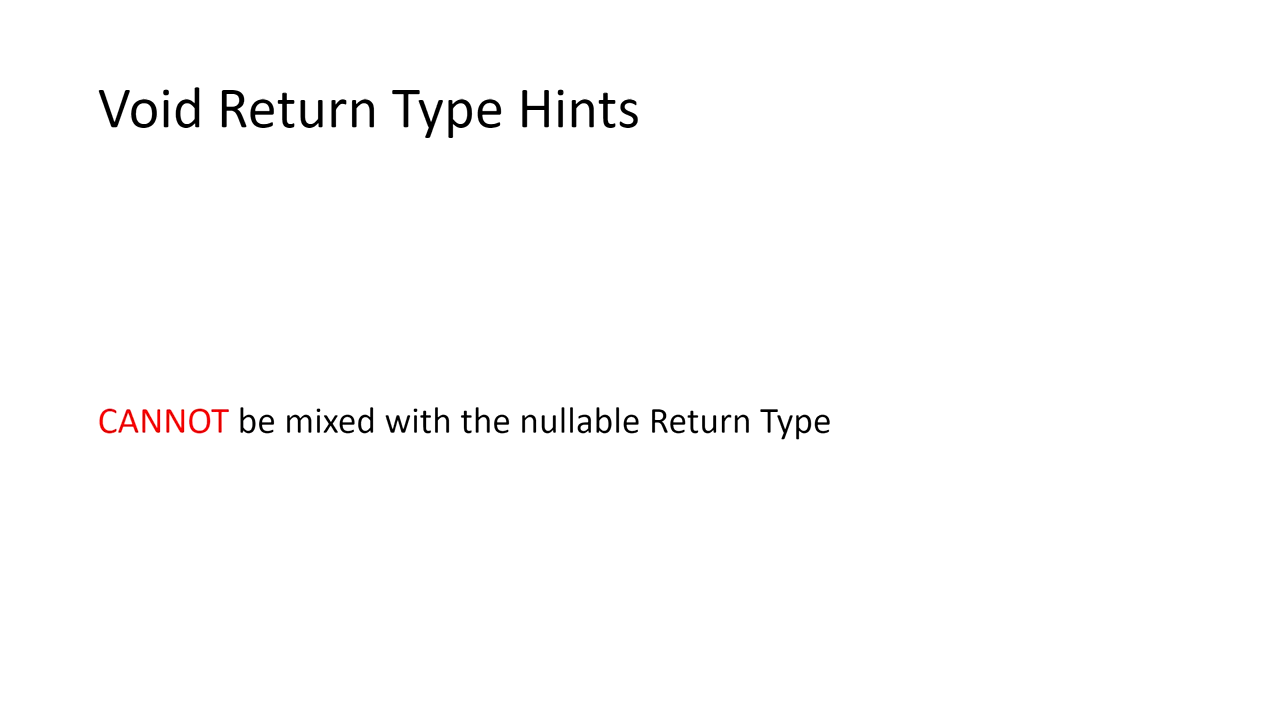 Void Return Type Hints
CANNOT be mixed with the nullable Return Type